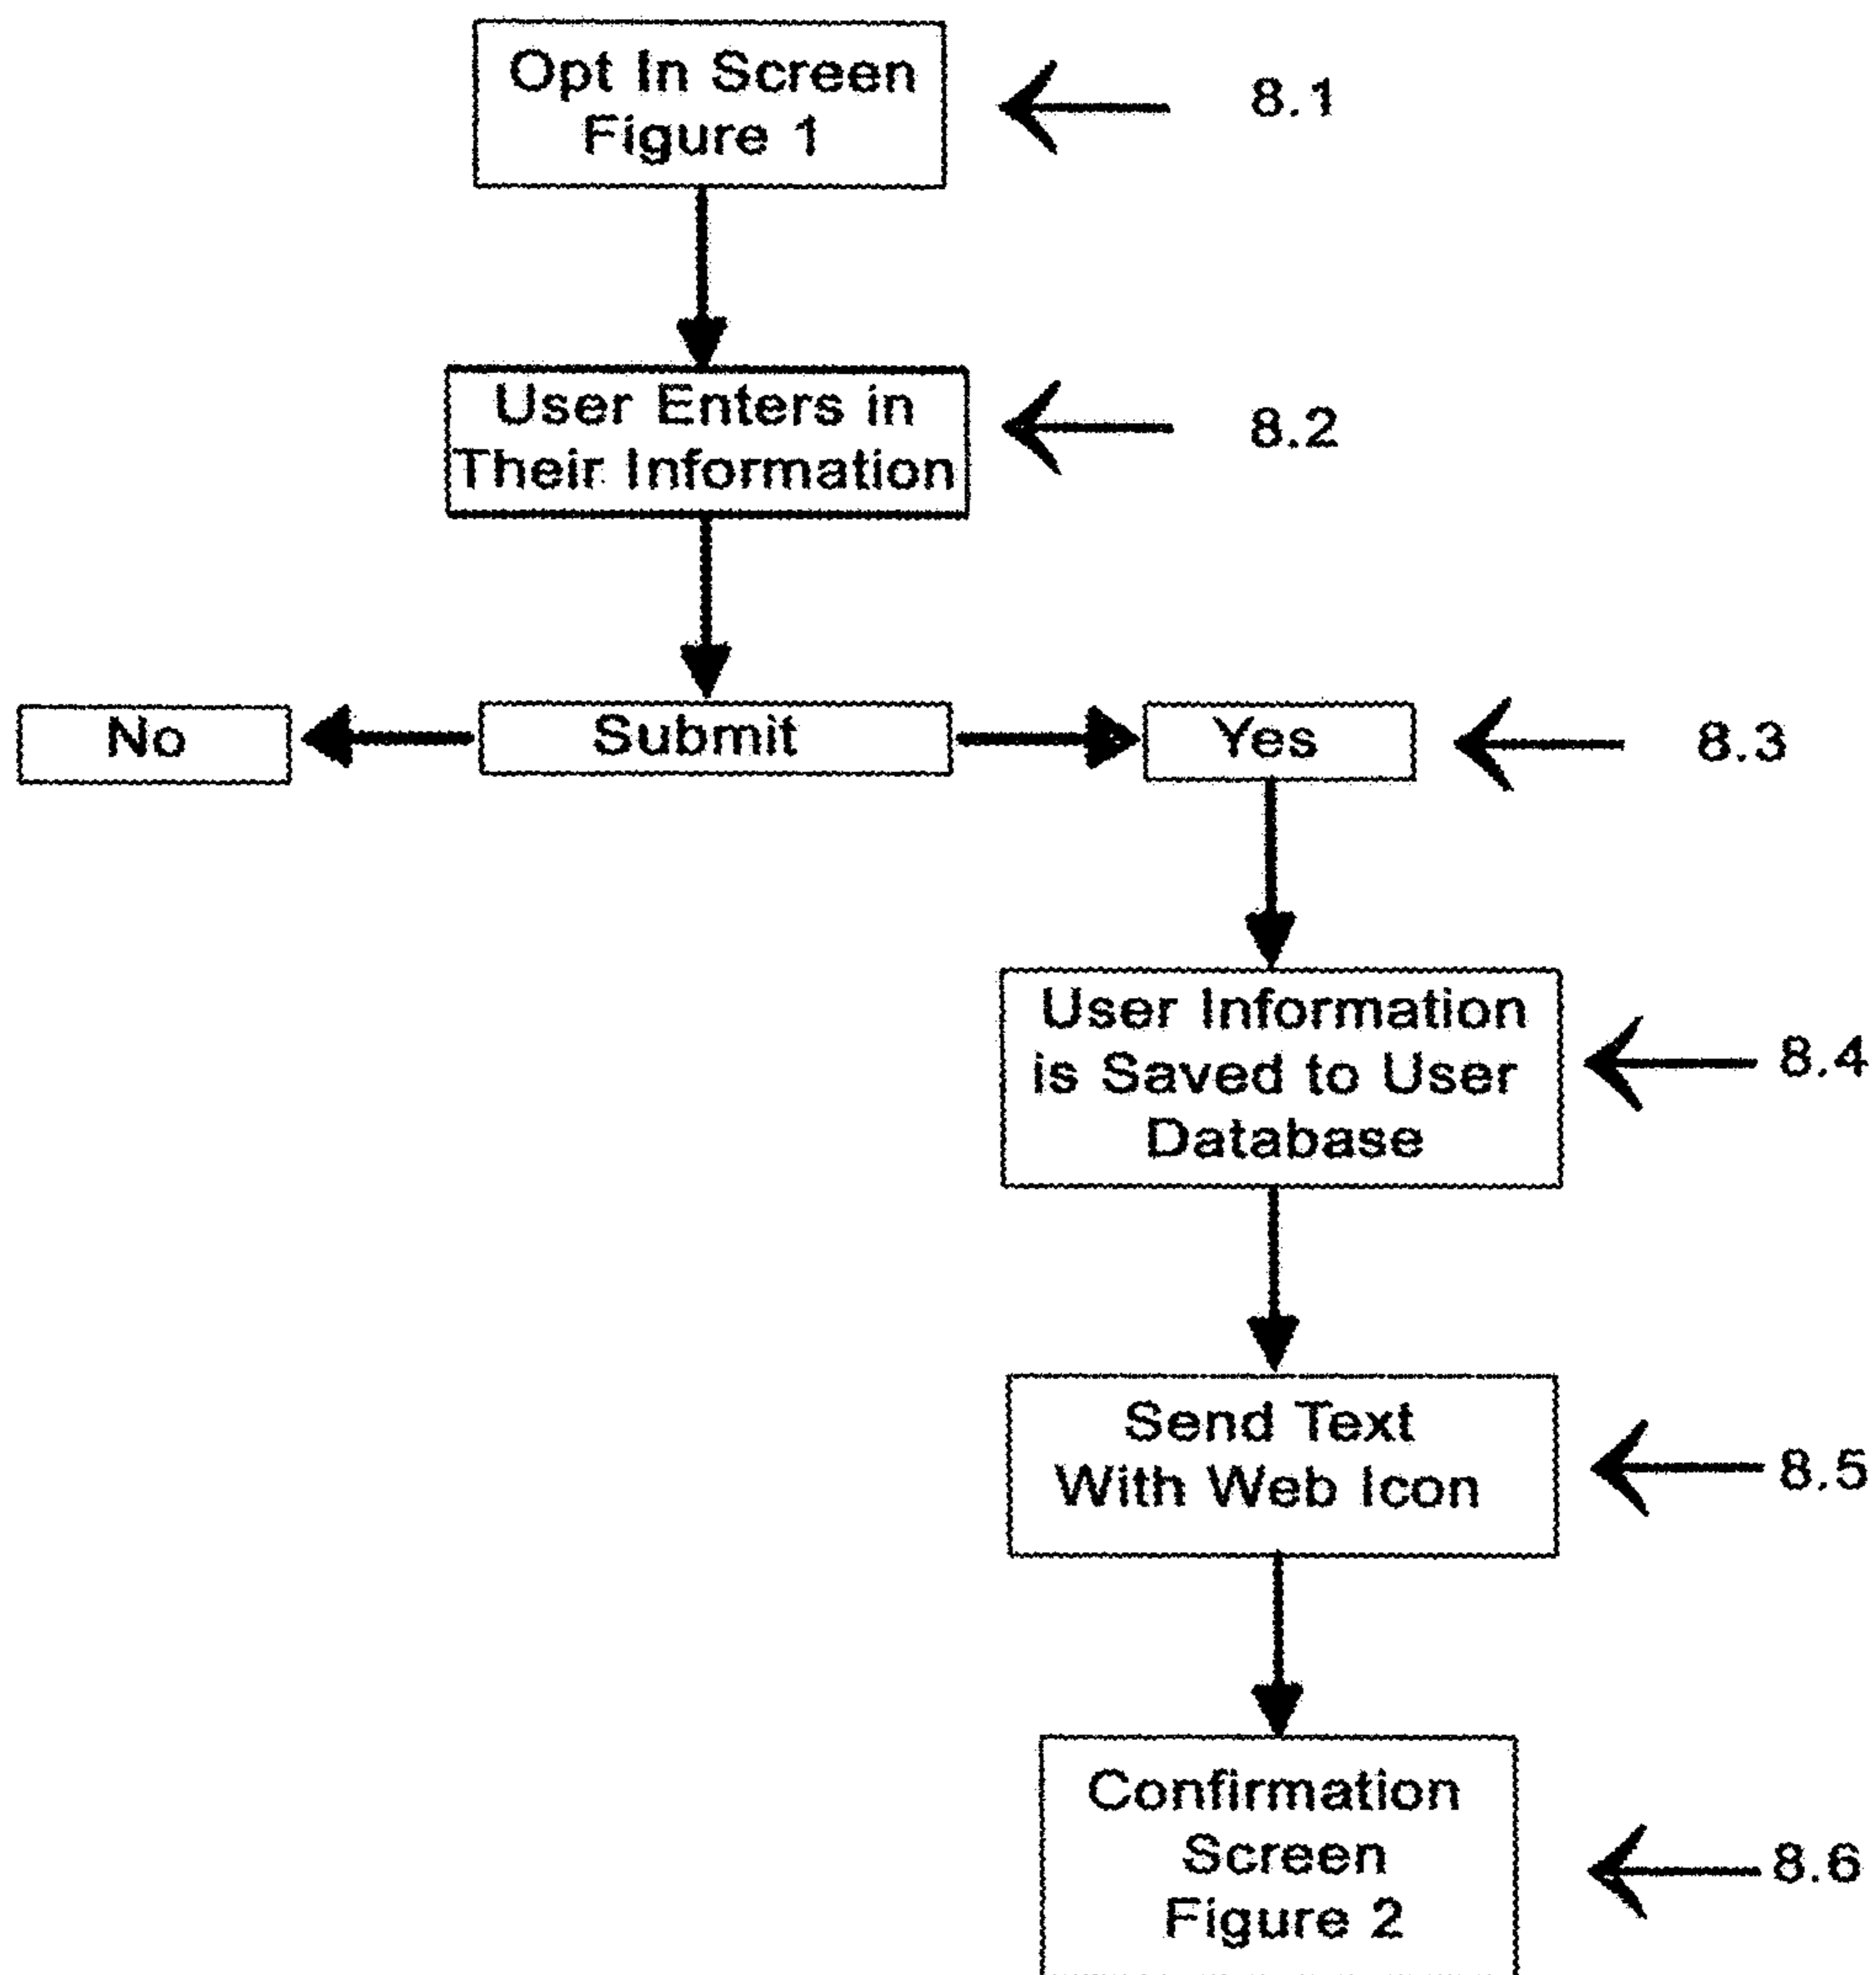 Opt In Screen
Figure 1
8.1
User Enters in
Their Information
8.2
No
Submit
Yes
8.3
User Information
is Saved to User
Database
8.4
Send Text
With Web Icon
8.5
Confirmation
Screen
Figure 2
8.6